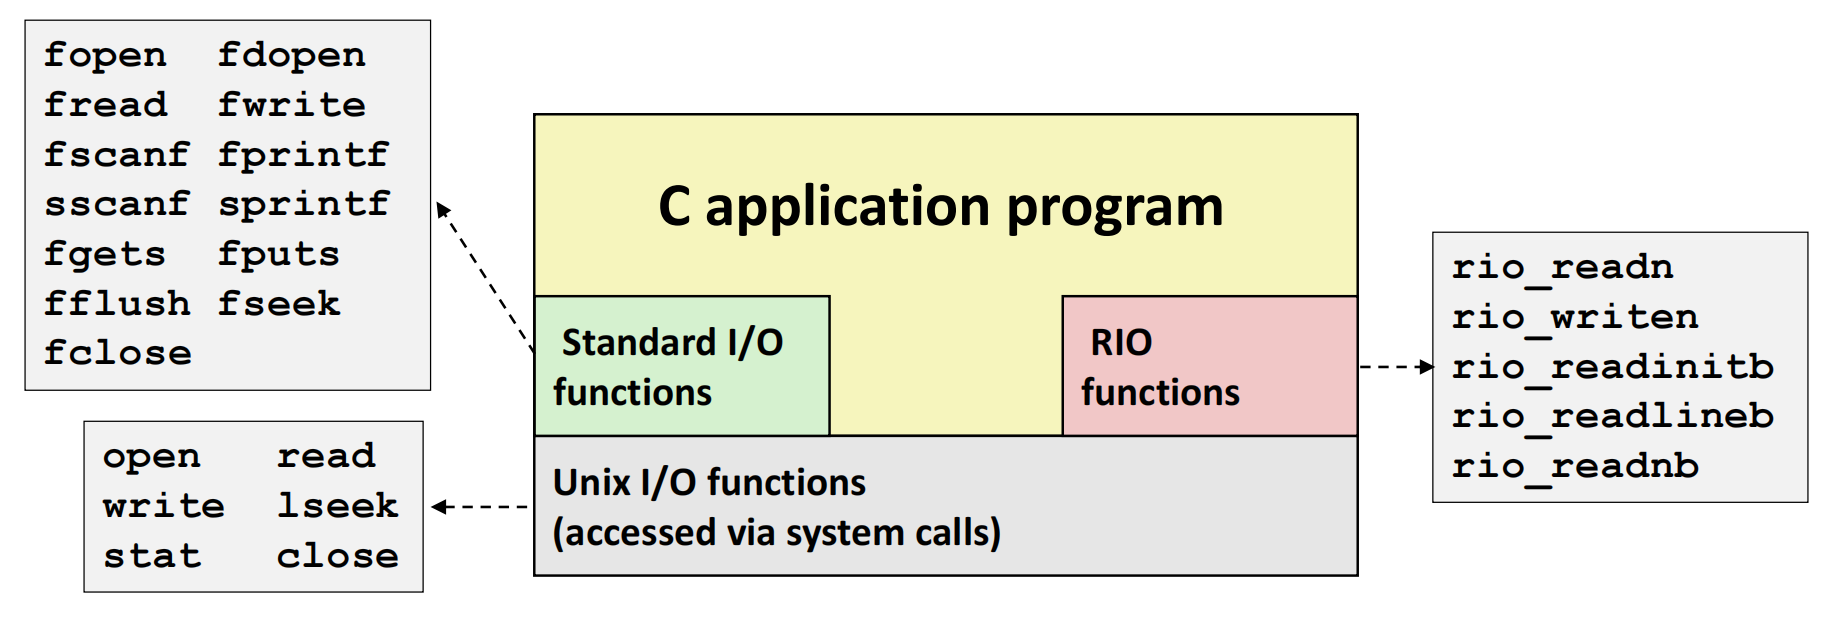 fopen fdopen
fread fwrite
fscanf fprintf
sscanf sprintf
fgets fputs
fflush fseek
fclose
open read
write lseek
stat close
C application program
Standard I/O
functions
RIO
functions
Unix I/O functions
(accessed via system calls)
rio_readn
rio_writen
rio_readinitb
rio_readlineb
rio_readnb